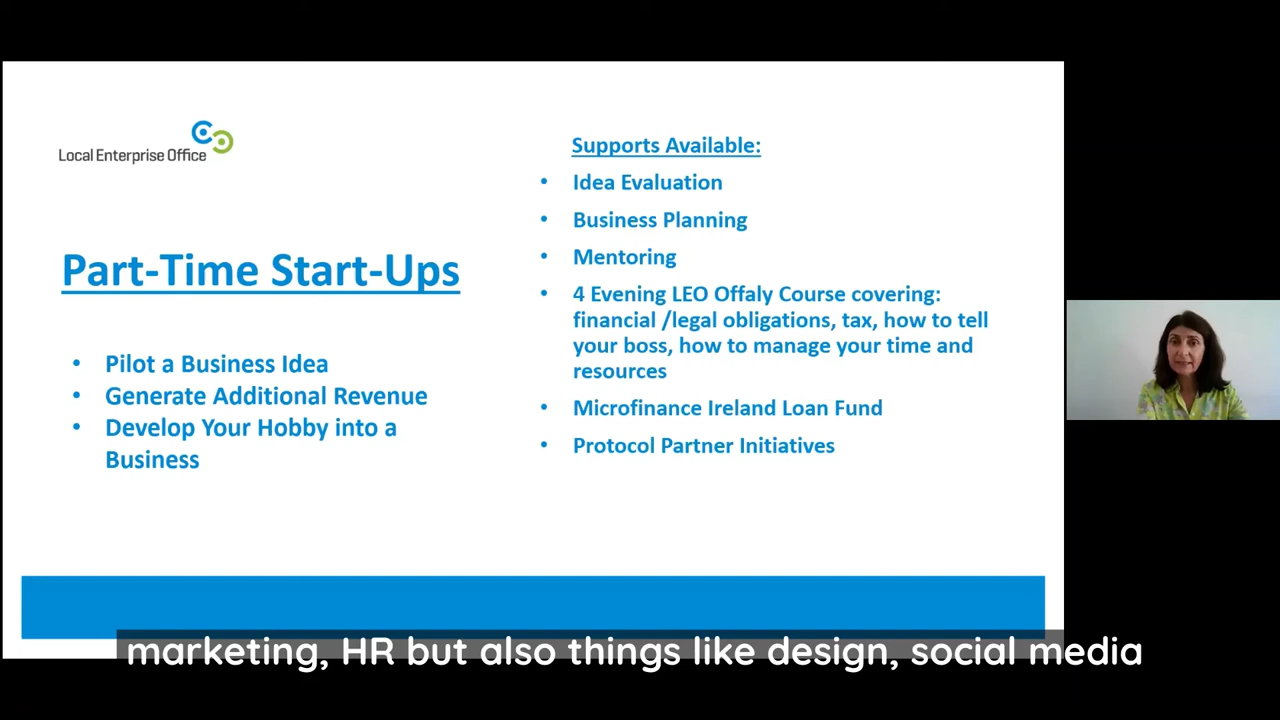 Local Enterprise Office
Part-Time Start-Ups
• Pilot a Business Idea
• Generate Additional Revenue
• Develop Your Hobby into a
Business
Supports Available:
• Idea Evaluation
• Business Planning
• Mentoring
• 4 Evening LEO Offaly Course covering:
financial /legal obligations, tax, how to tell
your boss, how to manage your time and
resources
• Microfinance Ireland Loan Fund
• Protocol Partner Initiatives
marketing, HR but also things like design, social media